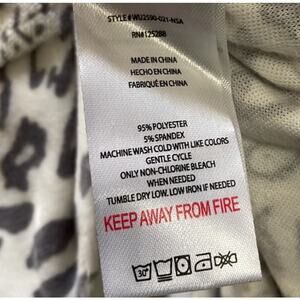 STYLE#WU2590-021-NSA
RN#125288
MADE IN CHINA
HECHO EN CHINA
FABRIQUÉ EN CHINA
95% POLYESTER
5% SPANDEX
MACHINE WASH COLD WITH LIKE COLORS
GENTLE CYCLE
ONLY NON-CHLORINE BLEACH
WHEN NEEDED
TUMBLE DRY LOW. LOW IRON IF NEEDED
KEEP AWAY FROM FIRE
30°